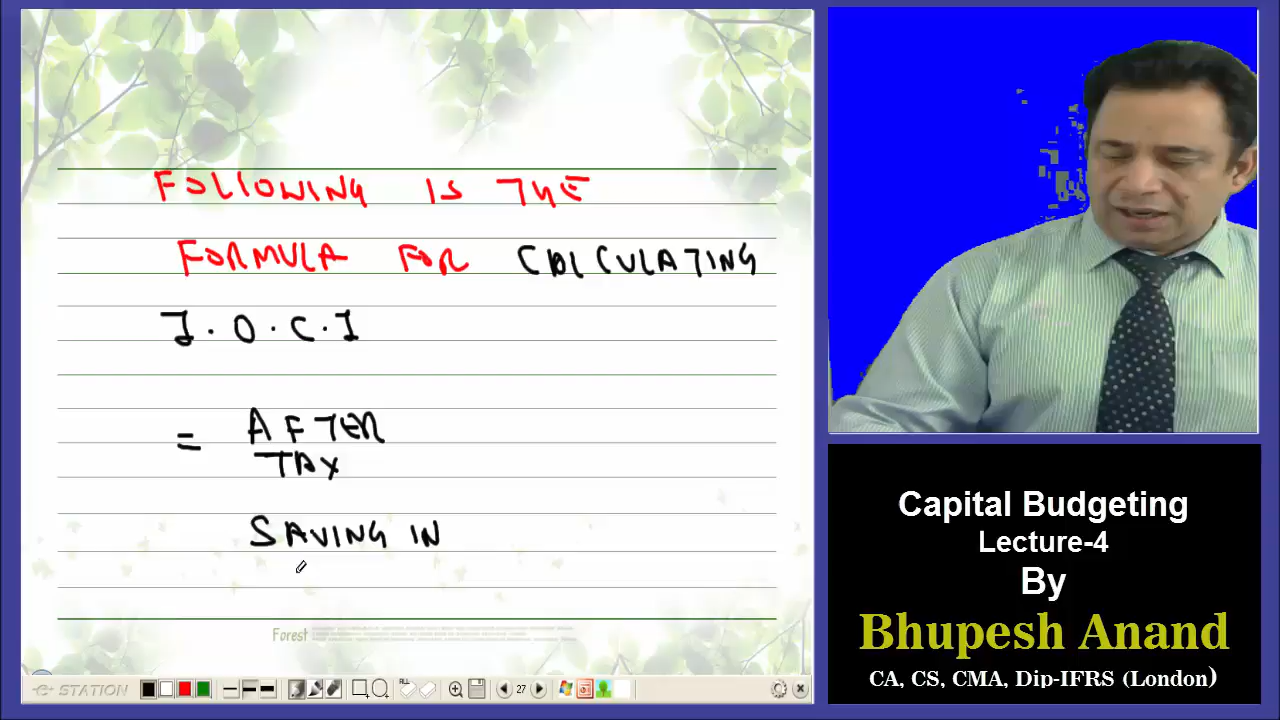 FOLLOWING IS THE
FORMULA FOR CALCULATING
I.O.C.I
= AFTER
TAX
SAVING IN
Forest
STATION
27
Capital Budgeting
Lecture-4
By
Bhupesh Anand
CA, CS, CMA, Dip-IFRS (London)